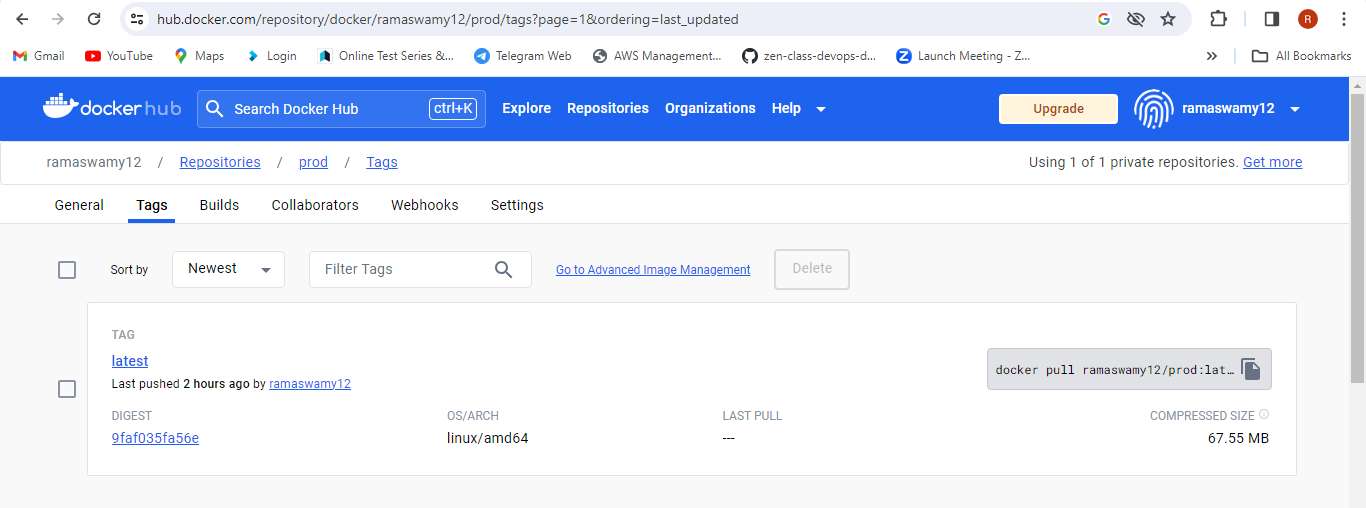 hub.docker.com/repository/docker/ramaswamy12/prod/tags?page=1&ordering=last_updated
R
Gmail YouTube Maps Login Online Test Series &... Telegram Web AWS Management... zen-class-devops-d... Launch Meeting - Z... » All Bookmarks
docker hub Search Docker Hub ctrl+K Explore Repositories Organizations Help Upgrade ramaswamy12
ramaswamy12 / Repositories / prod / Tags Using 1 of 1 private repositories. Get more
General Tags Builds Collaborators Webhooks Settings
Sort by Newest Filter Tags Go to Advanced Image Management Delete
TAG
latest
docker pull ramaswamy12/prod:lat…
Last pushed 2 hours ago by ramaswamy12
DIGEST OS/ARCH LAST PULL COMPRESSED SIZE
9faf035fa56e linux/amd64 --- 67.55 MB